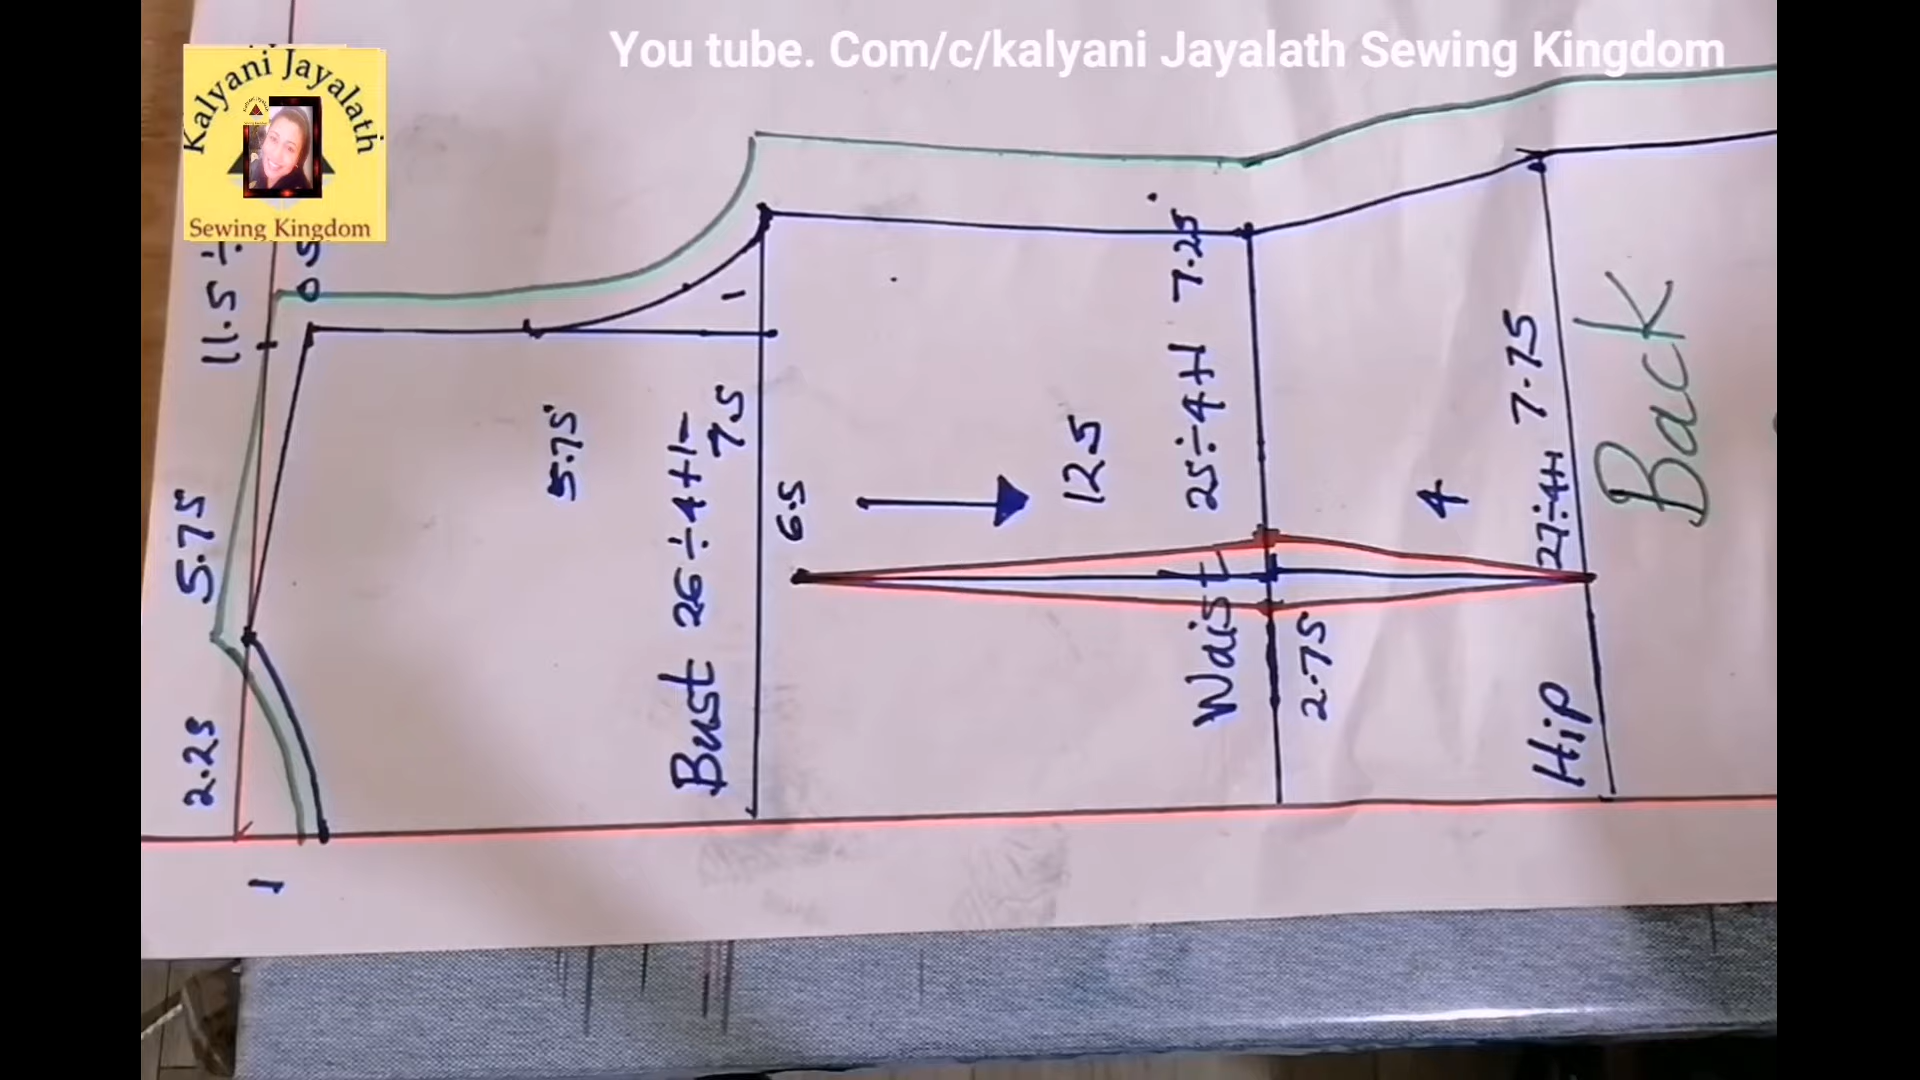 You tube. Com/c/kalyani Jayalath Sewing Kingdom
Kalyani Jayalath
Sewing Kingdom
11.5 ÷
0.5
5.75
2.25
1
5.75
1
Bust 26÷4+1-
7.5
6.5
12.5
25÷4+1 7.25
Waist
2.75
4
27÷4+1 7.75
Hip
Back